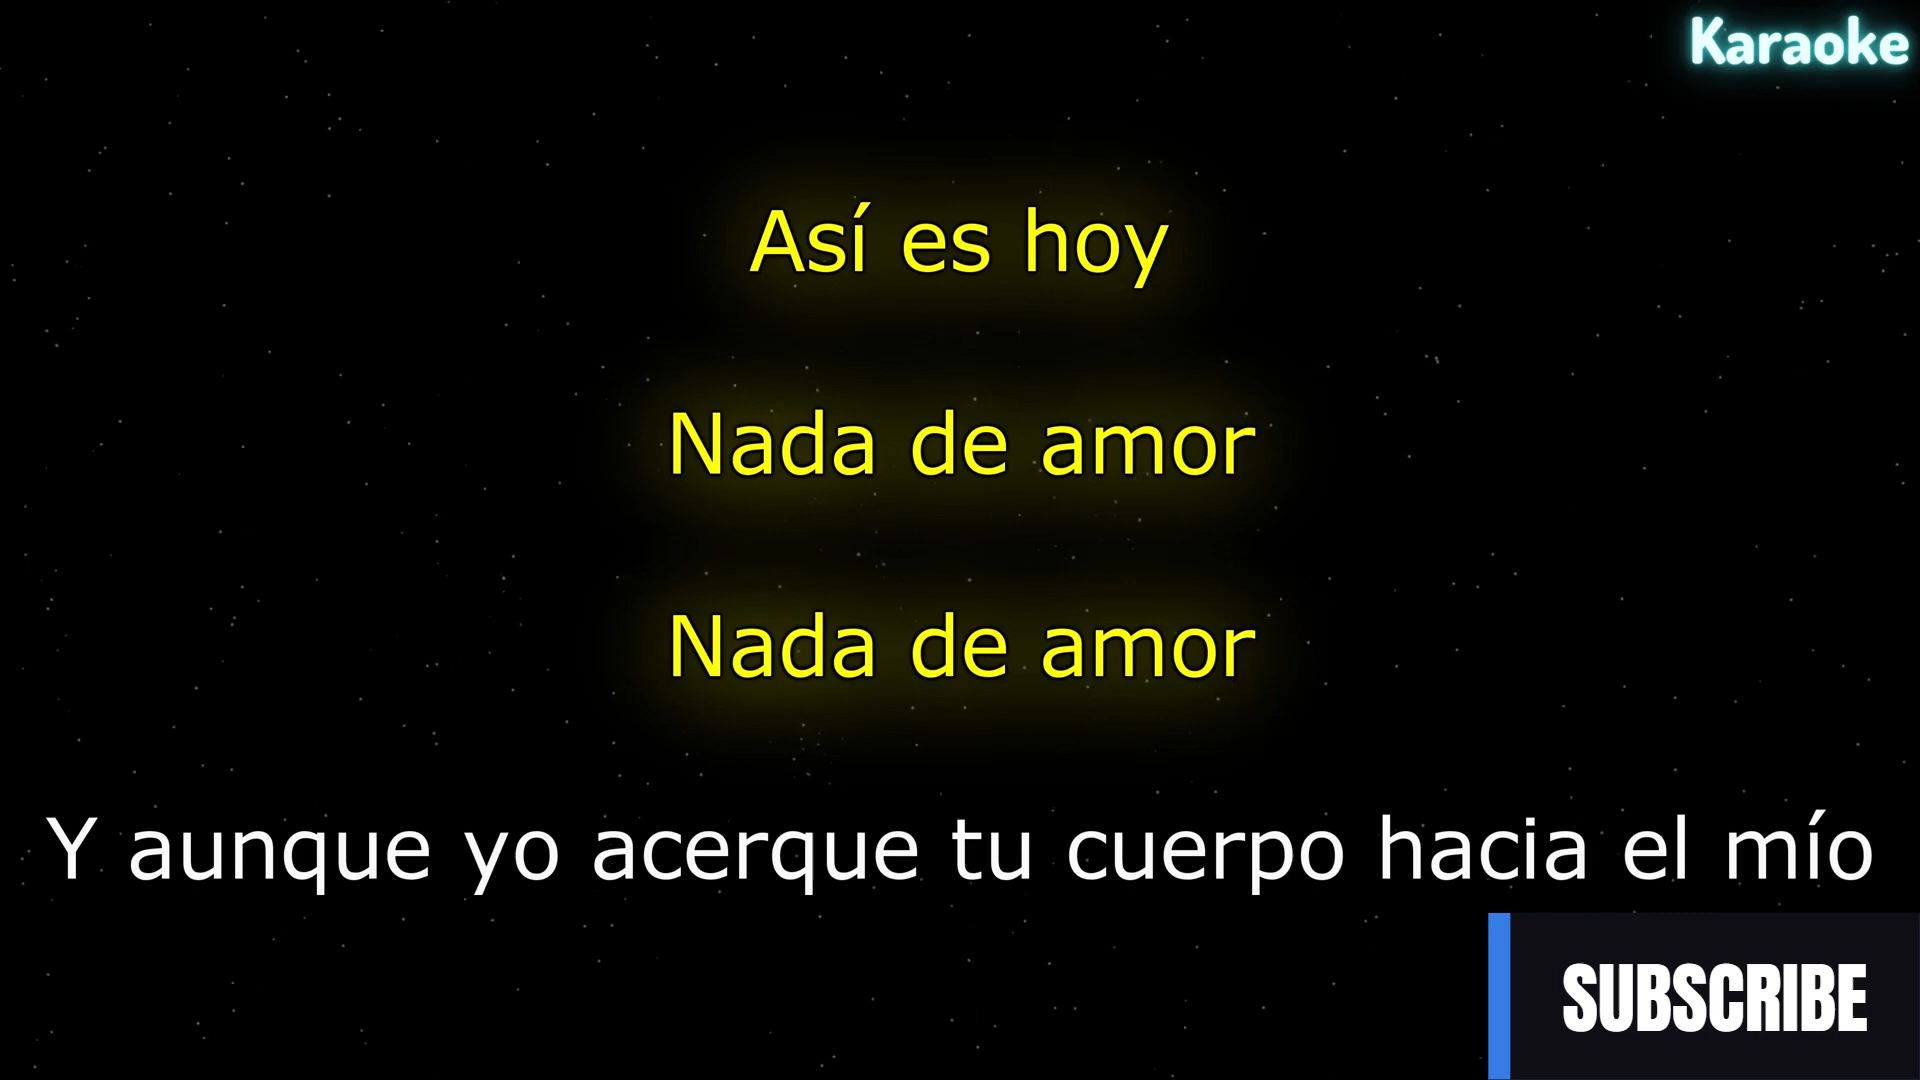 Karaoke
Así es hoy
Nada de amor
Nada de amor
Y aunque yo acerque tu cuerpo hacia el mío
SUBSCRIBE